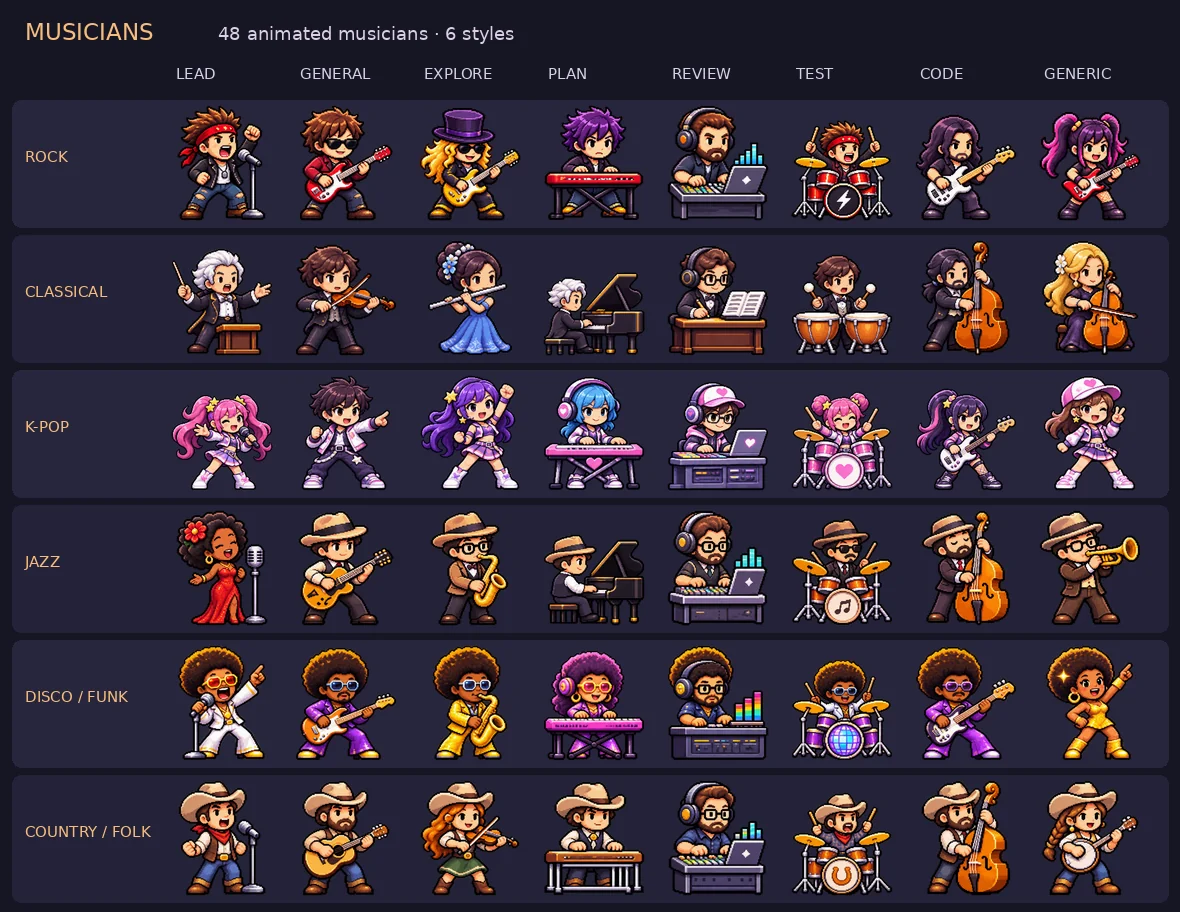 MUSICIANS 48 animated musicians · 6 styles
LEAD GENERAL EXPLORE PLAN REVIEW TEST CODE GENERIC
ROCK
CLASSICAL
K-POP
JAZZ
DISCO / FUNK
COUNTRY / FOLK